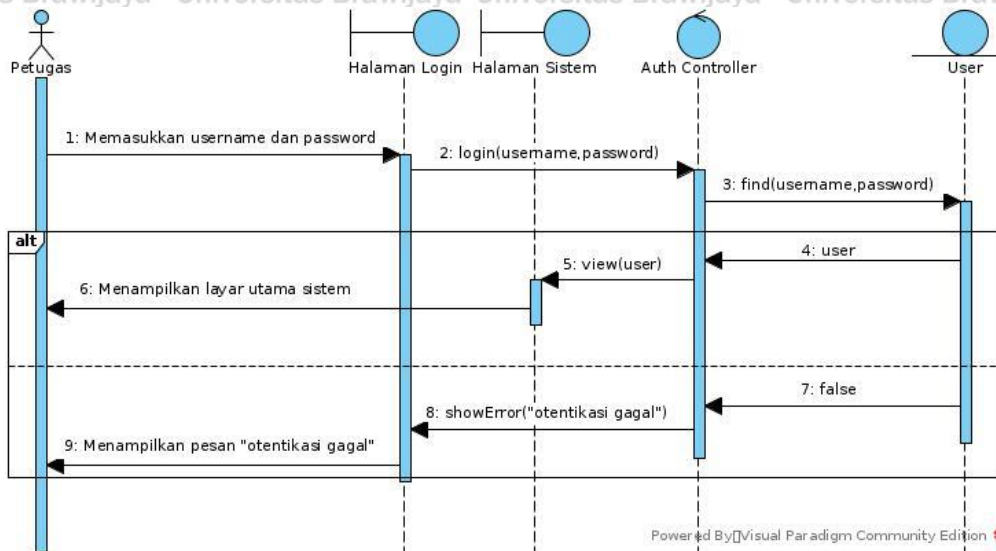 Universitas Brawijaya
Petugas
Halaman Login
Halaman Sistem
Auth Controller
User
1: Memasukkan username dan password
2: login(username,password)
3: find(username,password)
alt
4: user
5: view(user)
6: Menampilkan layar utama sistem
7: false
8: showError("otentikasi gagal")
9: Menampilkan pesan "otentikasi gagal"
Powered By Visual Paradigm Community Edition